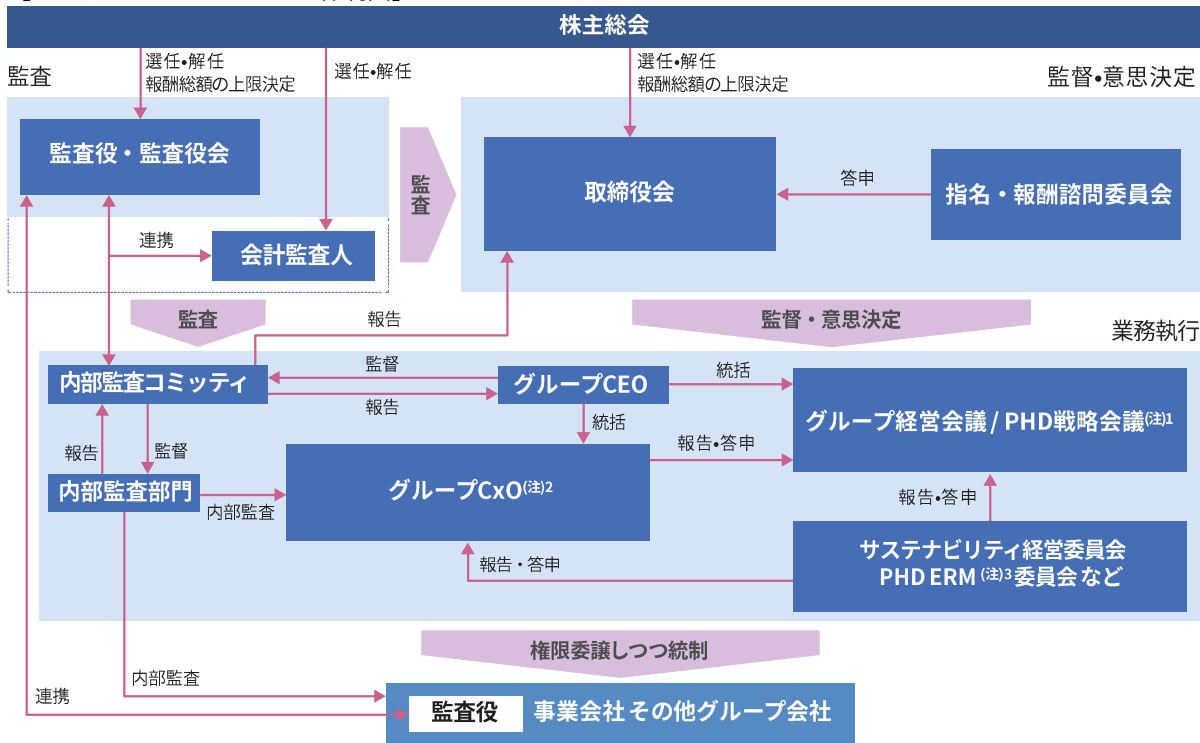 株主総会
監査
選任・解任
報酬総額の上限決定
選任・解任
選任・解任
報酬総額の上限決定
監督・意思決定
監査役・監査役会
監査
取締役会
答申
指名・報酬諮問委員会
連携
会計監査人
監査
報告
監督・意思決定
業務執行
内部監査コミッティ
監督
報告
グループCEO
統括
統括
グループ経営会議 / PHD戦略会議(注)1
報告
監督
報告・答申
内部監査部門
内部監査
グループCxO(注)2
報告・答申
報告・答申
サステナビリティ経営委員会
PHD ERM (注)3 委員会 など
権限委譲しつつ統制
内部監査
連携
監査役
事業会社 その他グループ会社